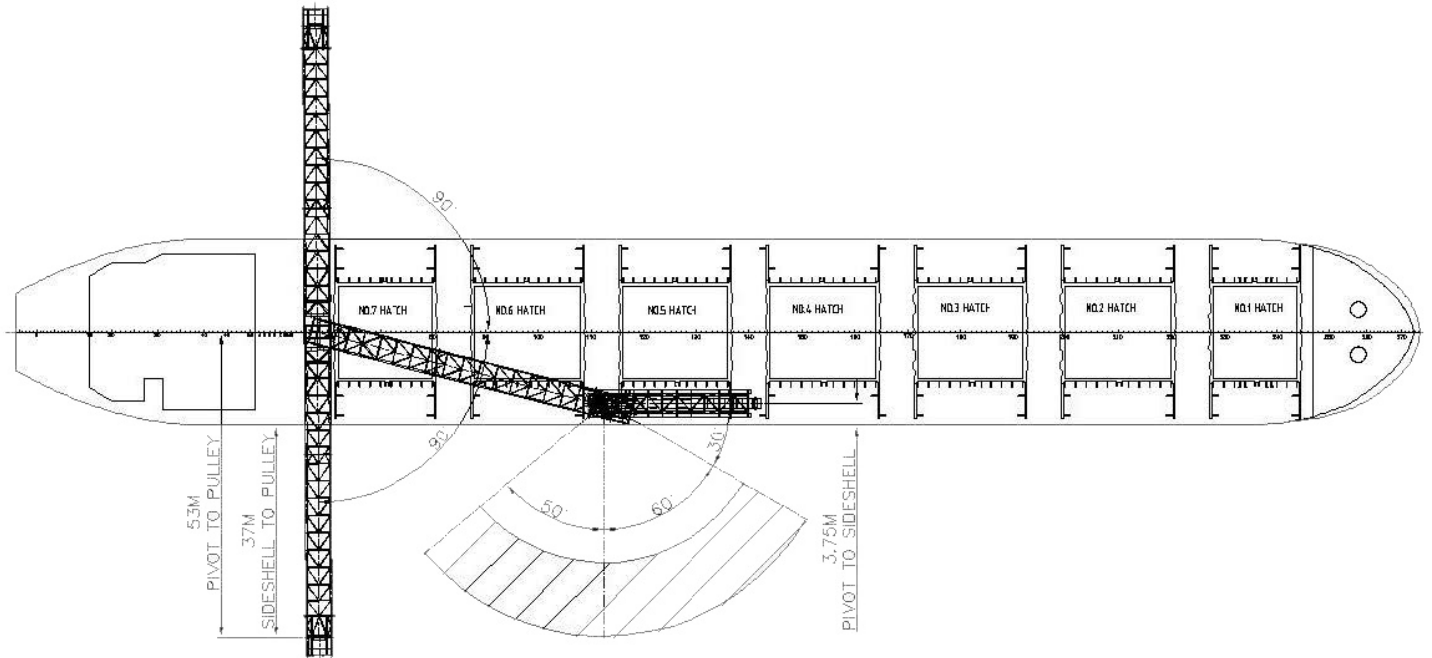 90°
NO.7 HATCH
NO.6 HATCH
NO.5 HATCH
NO.4 HATCH
NO.3 HATCH
NO.2 HATCH
NO.1 HATCH
90°
30°
50°
60°
53M
PIVOT TO PULLEY
37M
SIDESHELL TO PULLEY
3.75M
PIVOT TO SIDESHELL